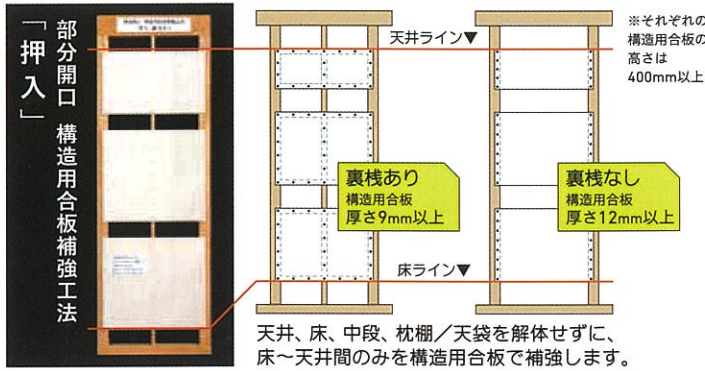 部分開口 構造用合板補強工法
「押入」
天井ライン▼
※それぞれの
構造用合板の
高さは
400mm以上
裏桟あり
構造用合板
厚さ9mm以上
裏桟なし
構造用合板
厚さ12mm以上
床ライン▼
天井、床、中段、枕棚／天袋を解体せずに、
床～天井間のみを構造用合板で補強します。